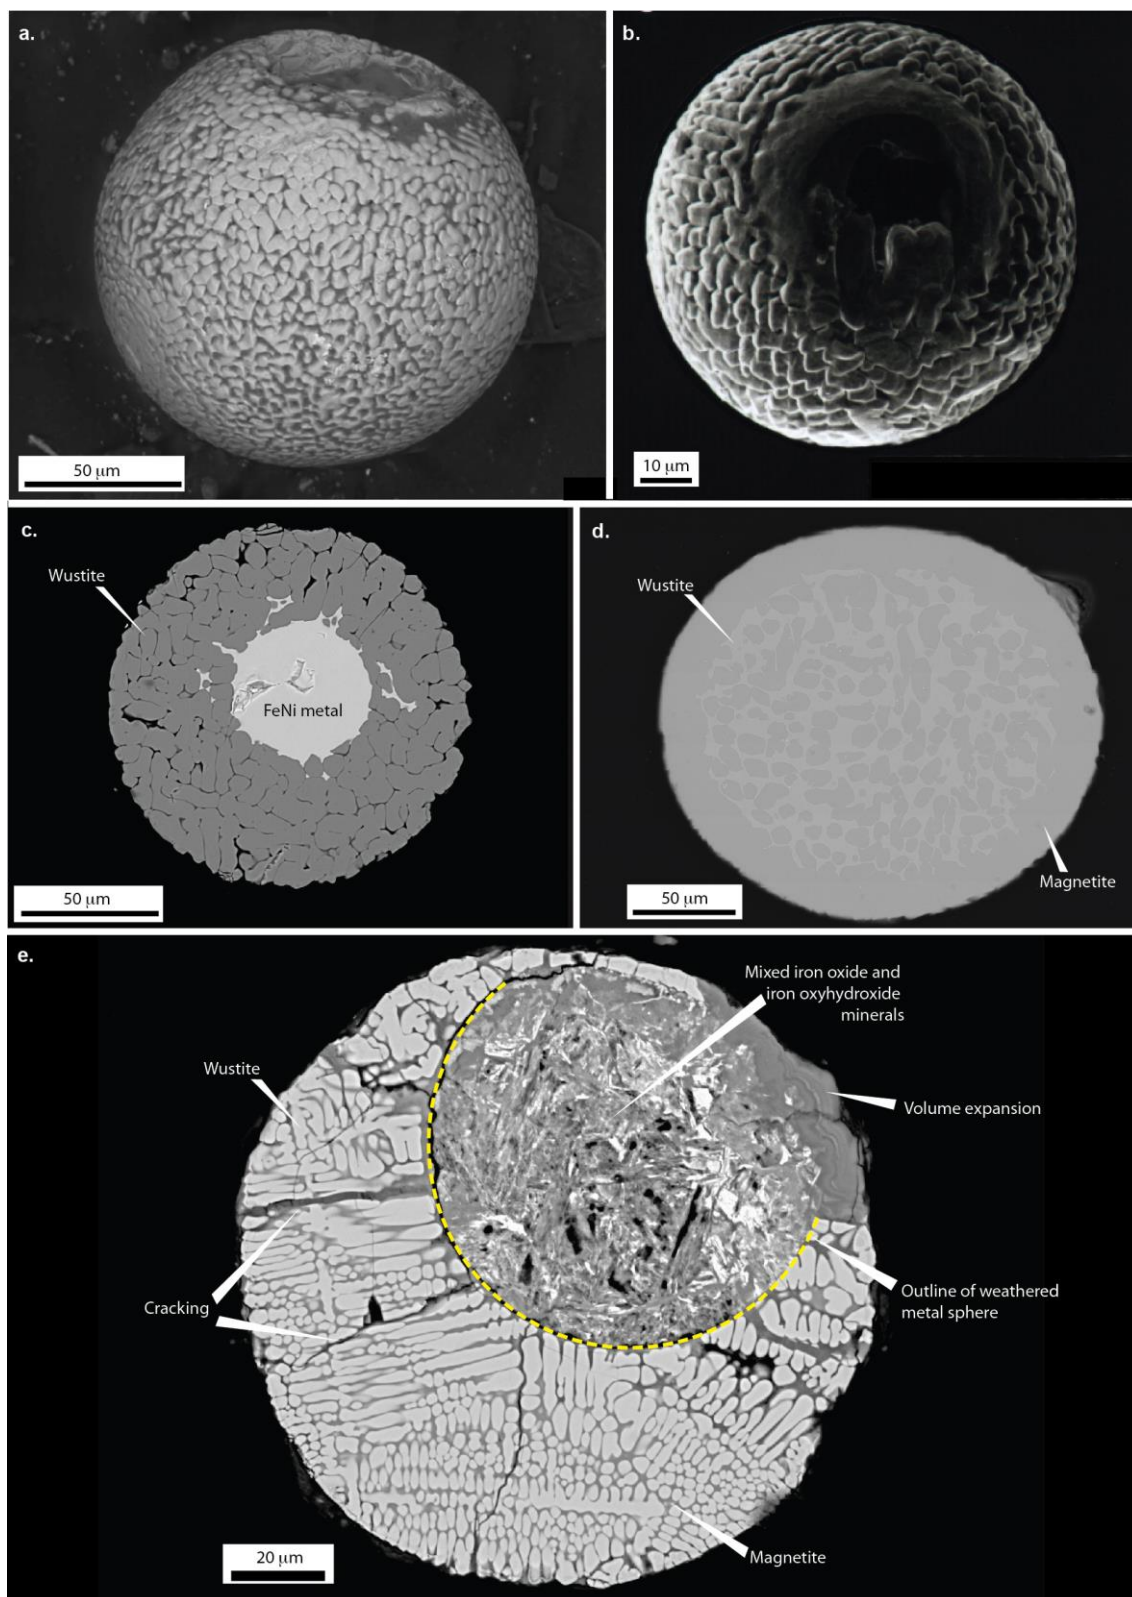 a.
50 μm
b.
10 μm
c.
Wustite
FeNi metal
50 μm
d.
Wustite
Magnetite
50 μm
e.
Mixed iron oxide and
iron oxyhydroxide
minerals
Wustite
Volume expansion
Cracking
Outline of weathered
metal sphere
Magnetite
20 μm